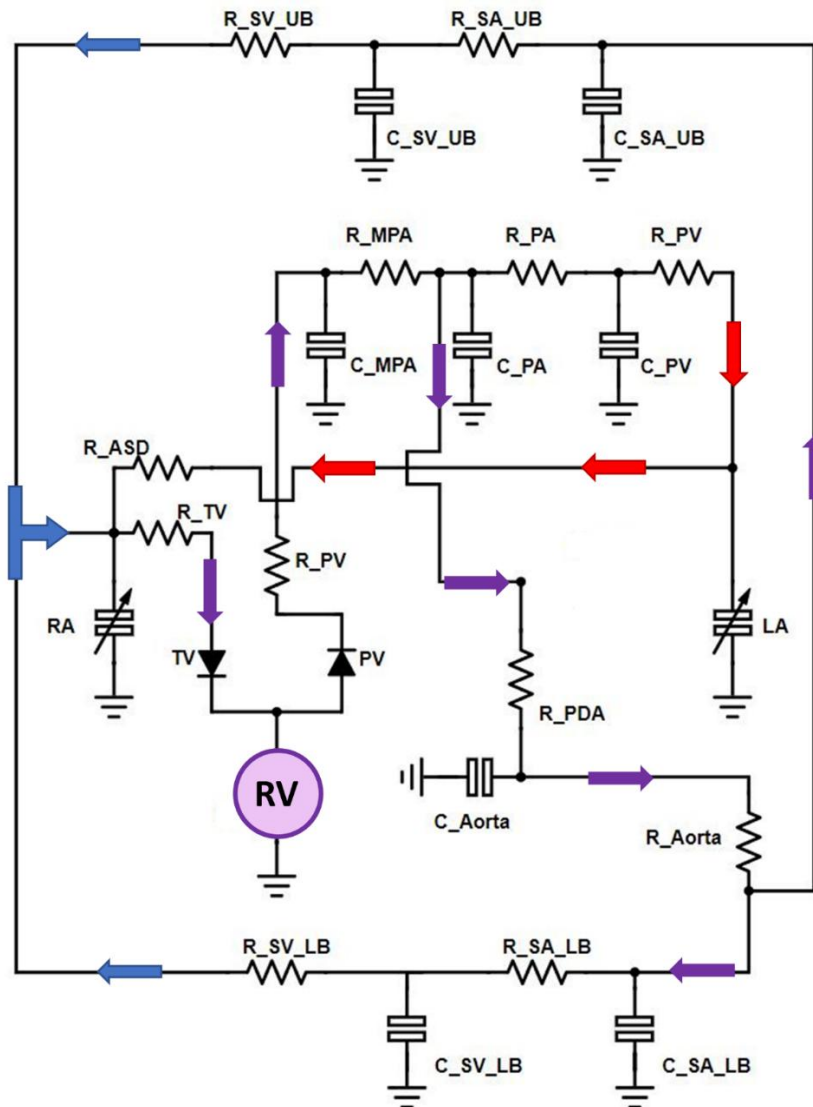 R_SV_UB
R_SA_UB
C_SV_UB
C_SA_UB
R_MPA
R_PA
R_PV
C_MPA
C_PA
C_PV
R_ASD
R_TV
R_PV
RA
LA
TV
PV
R_PDA
RV
C_Aorta
R_Aorta
R_SV_LB
R_SA_LB
C_SV_LB
C_SA_LB